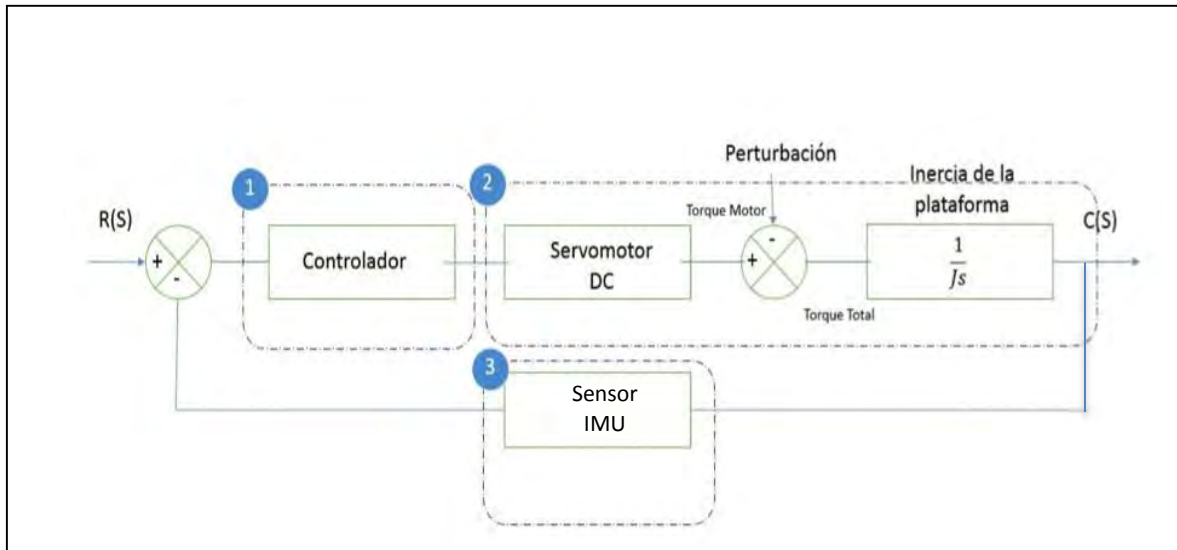 1
2
Perturbación
Inercia de la
plataforma
R(S)
Torque Motor
C(S)
+
-
Controlador
Servomotor
DC
+
-
1
Js
Torque Total
3
Sensor
IMU